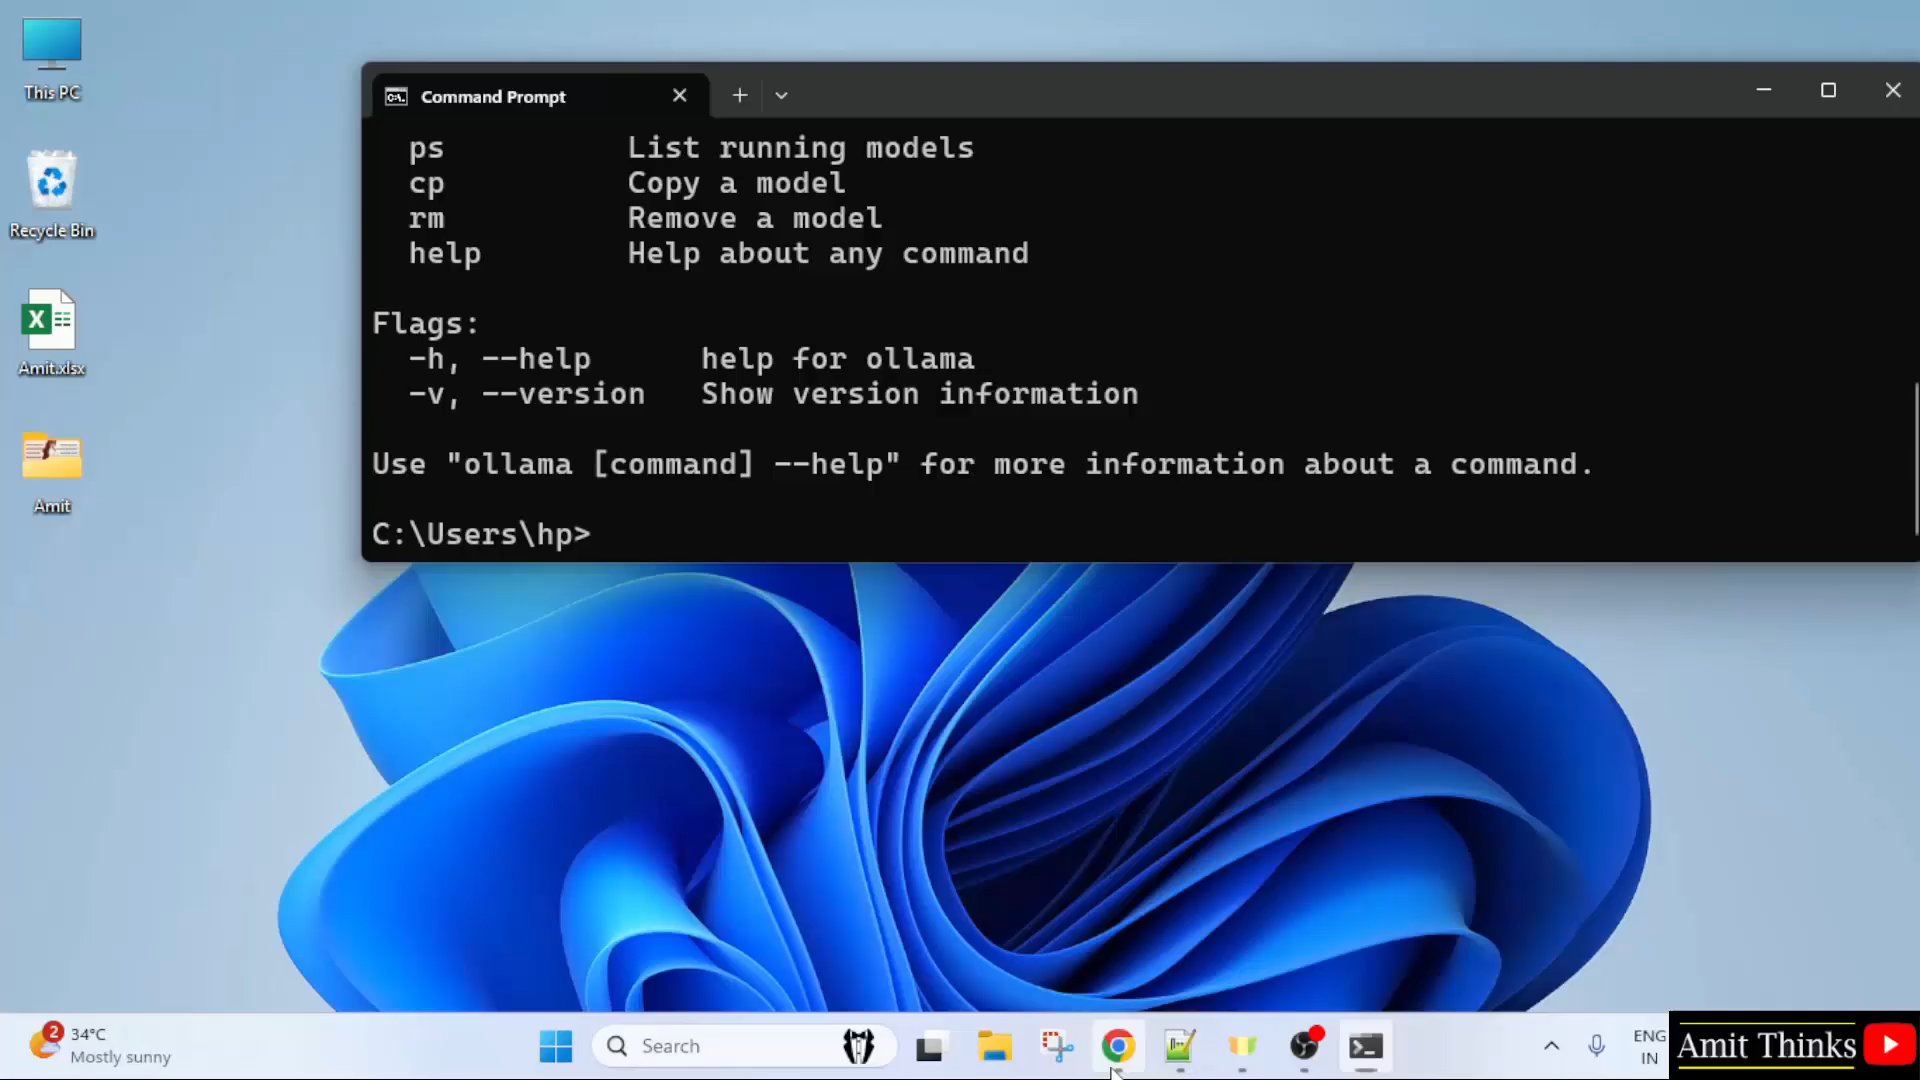 This PC
Recycle Bin
Amit.xlsx
Amit
Command Prompt
ps List running models
cp Copy a model
rm Remove a model
help Help about any command
Flags:
-h, --help help for ollama
-v, --version Show version information
Use "ollama [command] --help" for more information about a command.
C:\Users\hp>
2
34°C
Mostly sunny
Search
ENG
IN
Amit Thinks